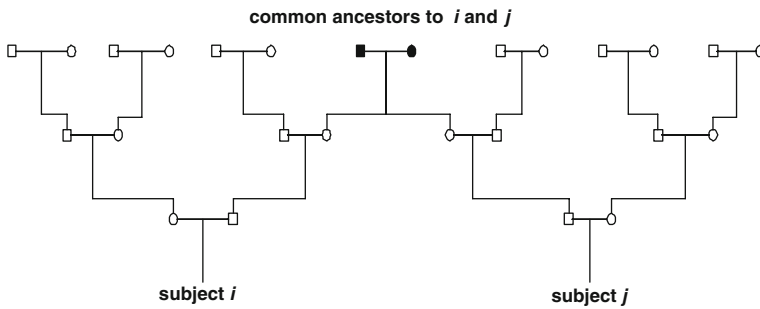 common ancestors to i and j
subject i
subject j